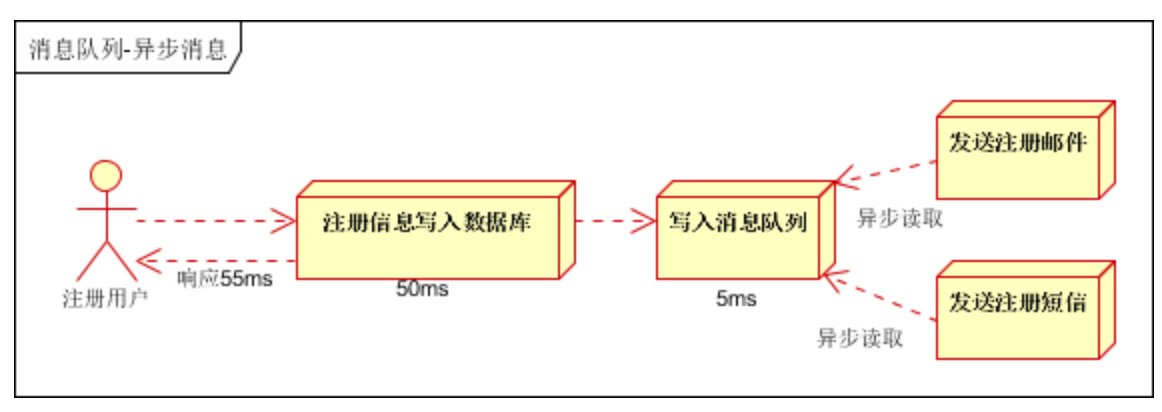 消息队列-异步消息
发送注册邮件
注册信息写入数据库
写入消息队列
异步读取
响应55ms
50ms
5ms
注册用户
发送注册短信
异步读取